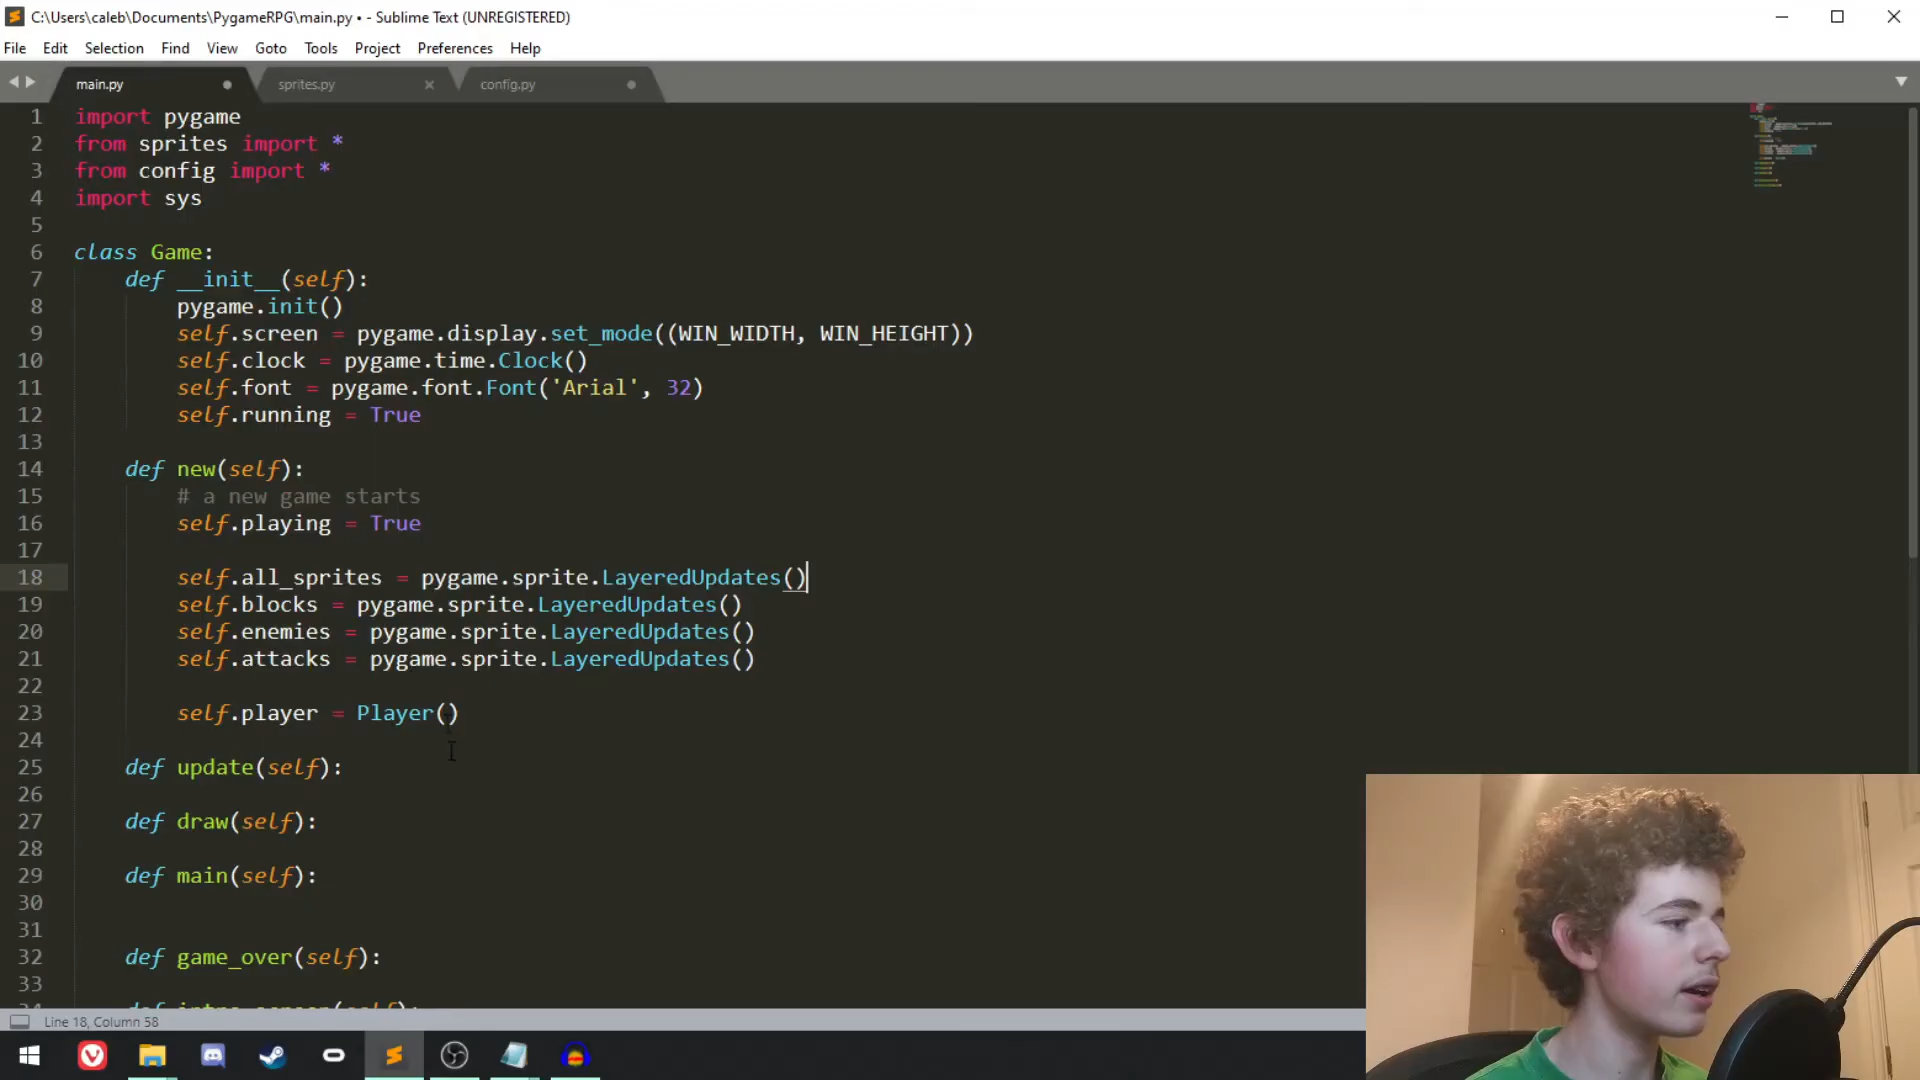 C:\Users\caleb\Documents\PygameRPG\main.py • - Sublime Text (UNREGISTERED)
File Edit Selection Find View Goto Tools Project Preferences Help
main.py sprites.py config.py
1 import pygame
2 from sprites import *
3 from config import *
4 import sys
5
6 class Game:
7 def __init__(self):
8 pygame.init()
9 self.screen = pygame.display.set_mode((WIN_WIDTH, WIN_HEIGHT))
10 self.clock = pygame.time.Clock()
11 self.font = pygame.font.Font('Arial', 32)
12 self.running = True
13
14 def new(self):
15 # a new game starts
16 self.playing = True
17
18 self.all_sprites = pygame.sprite.LayeredUpdates()
19 self.blocks = pygame.sprite.LayeredUpdates()
20 self.enemies = pygame.sprite.LayeredUpdates()
21 self.attacks = pygame.sprite.LayeredUpdates()
22
23 self.player = Player()
24
25 def update(self):
26
27 def draw(self):
28
29 def main(self):
30
31
32 def game_over(self):
33
Line 18, Column 58